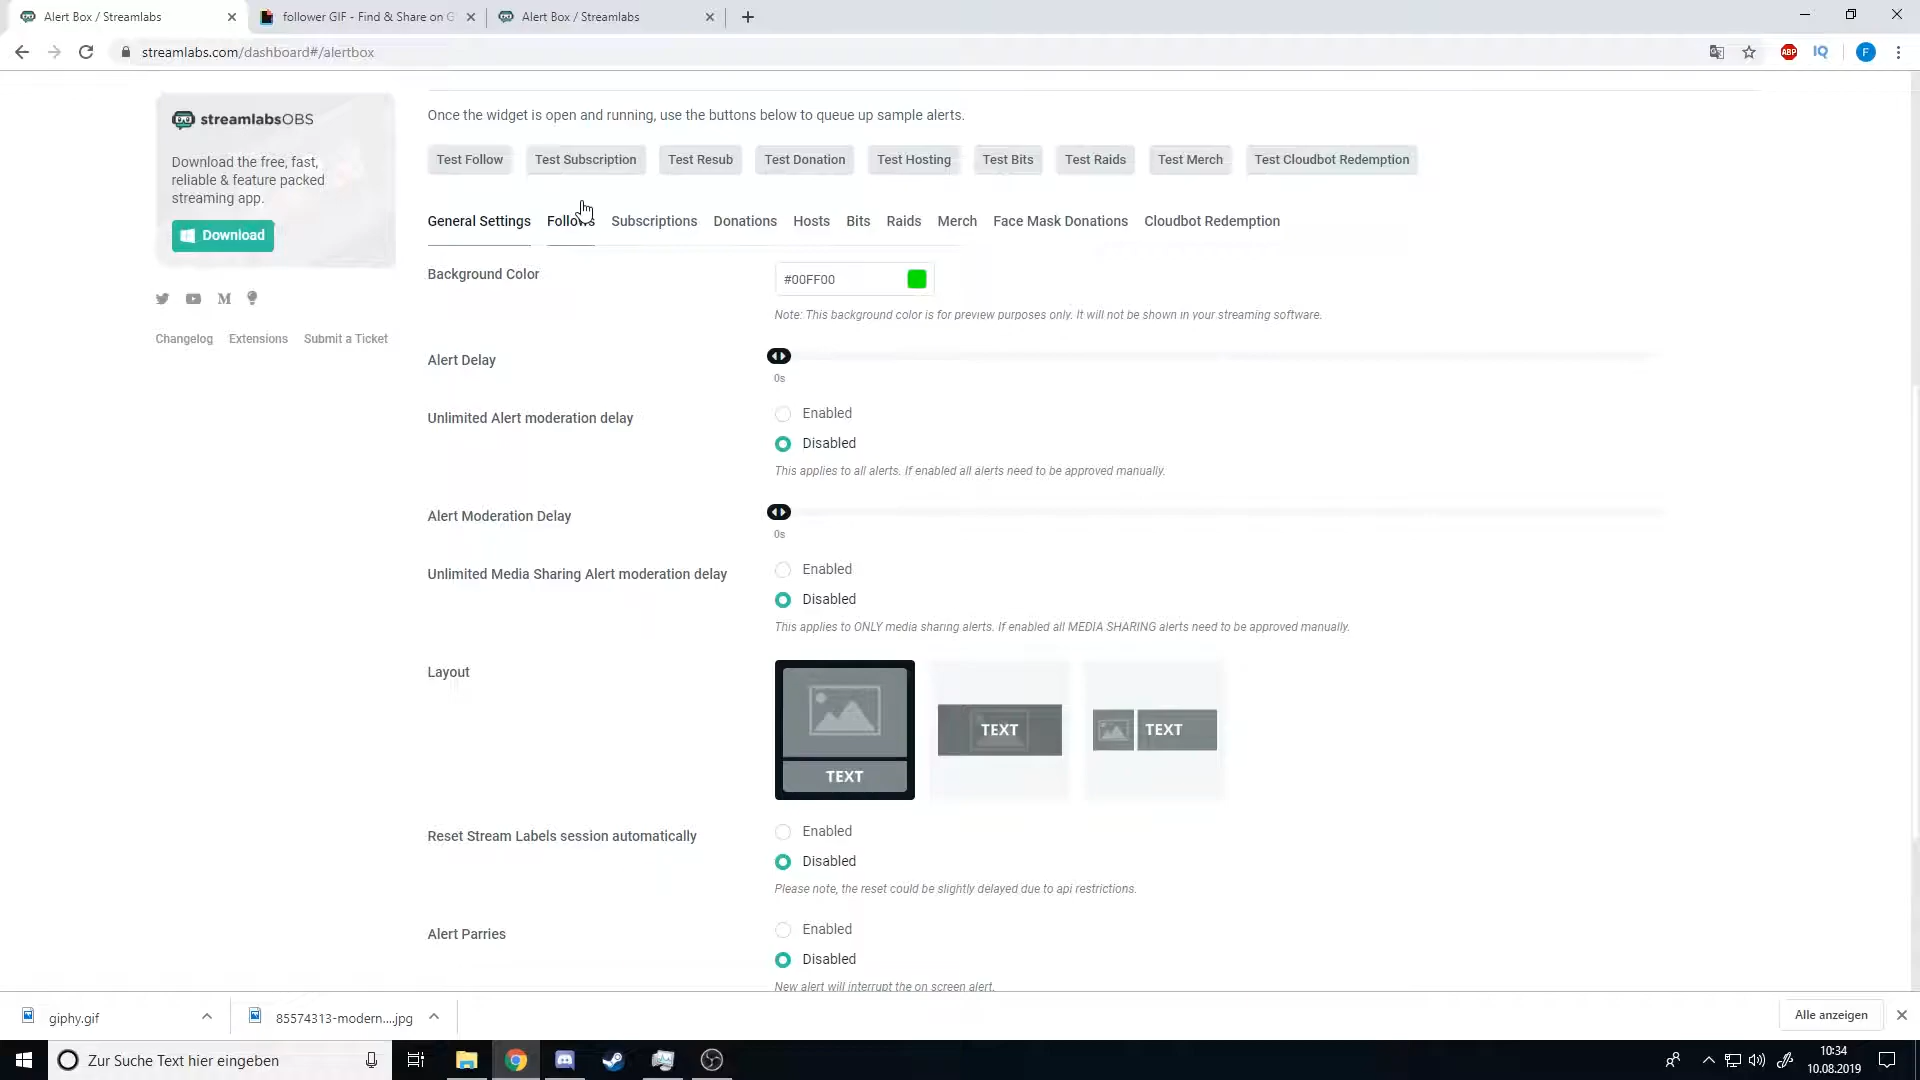 Alert Box / Streamlabs
follower GIF - Find & Share on G
Alert Box / Streamlabs
streamlabs.com/dashboard#/alertbox
ABP
IQ
F
streamlabsOBS
Download the free, fast,
reliable & feature packed
streaming app.
Download
Changelog Extensions Submit a Ticket
Once the widget is open and running, use the buttons below to queue up sample alerts.
Test Follow Test Subscription Test Resub Test Donation Test Hosting Test Bits Test Raids Test Merch Test Cloudbot Redemption
General Settings Follows Subscriptions Donations Hosts Bits Raids Merch Face Mask Donations Cloudbot Redemption
Background Color
#00FF00
Note: This background color is for preview purposes only. It will not be shown in your streaming software.
Alert Delay
0s
Unlimited Alert moderation delay
Enabled
Disabled
This applies to all alerts. If enabled all alerts need to be approved manually.
Alert Moderation Delay
0s
Unlimited Media Sharing Alert moderation delay
Enabled
Disabled
This applies to ONLY media sharing alerts. If enabled all MEDIA SHARING alerts need to be approved manually.
Layout
TEXT
TEXT
TEXT
Reset Stream Labels session automatically
Enabled
Disabled
Please note, the reset could be slightly delayed due to api restrictions.
Alert Parries
Enabled
Disabled
New alert will interrupt the on screen alert.
giphy.gif
85574313-modern....jpg
Alle anzeigen
Zur Suche Text hier eingeben
10:34
10.08.2019